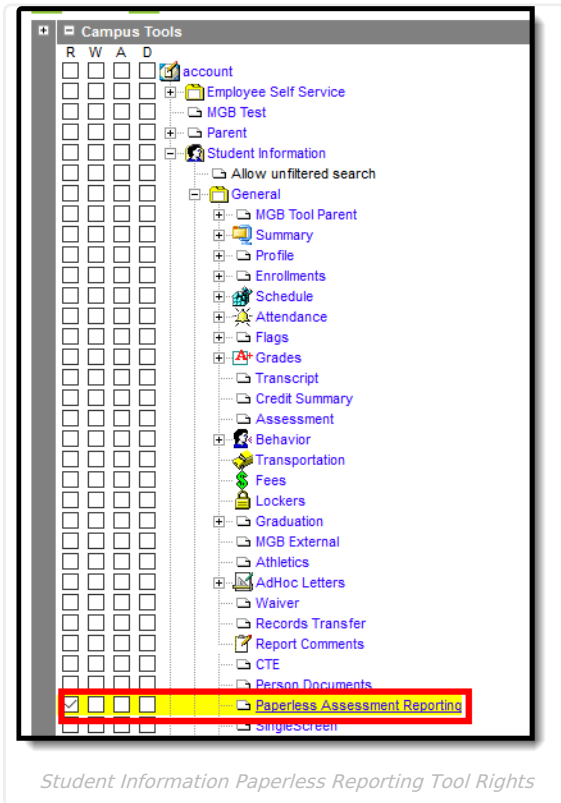 Campus Tools
R W A D
account
Employee Self Service
MGB Test
Parent
Student Information
Allow unfiltered search
General
MGB Tool Parent
Summary
Profile
Enrollments
Schedule
Attendance
Flags
A+ Grades
Transcript
Credit Summary
Assessment
Behavior
Transportation
$ Fees
Lockers
Graduation
MGB External
Athletics
AdHoc Letters
Waiver
Records Transfer
Report Comments
CTE
Person Documents
Paperless Assessment Reporting
SingleScreen
Student Information Paperless Reporting Tool Rights